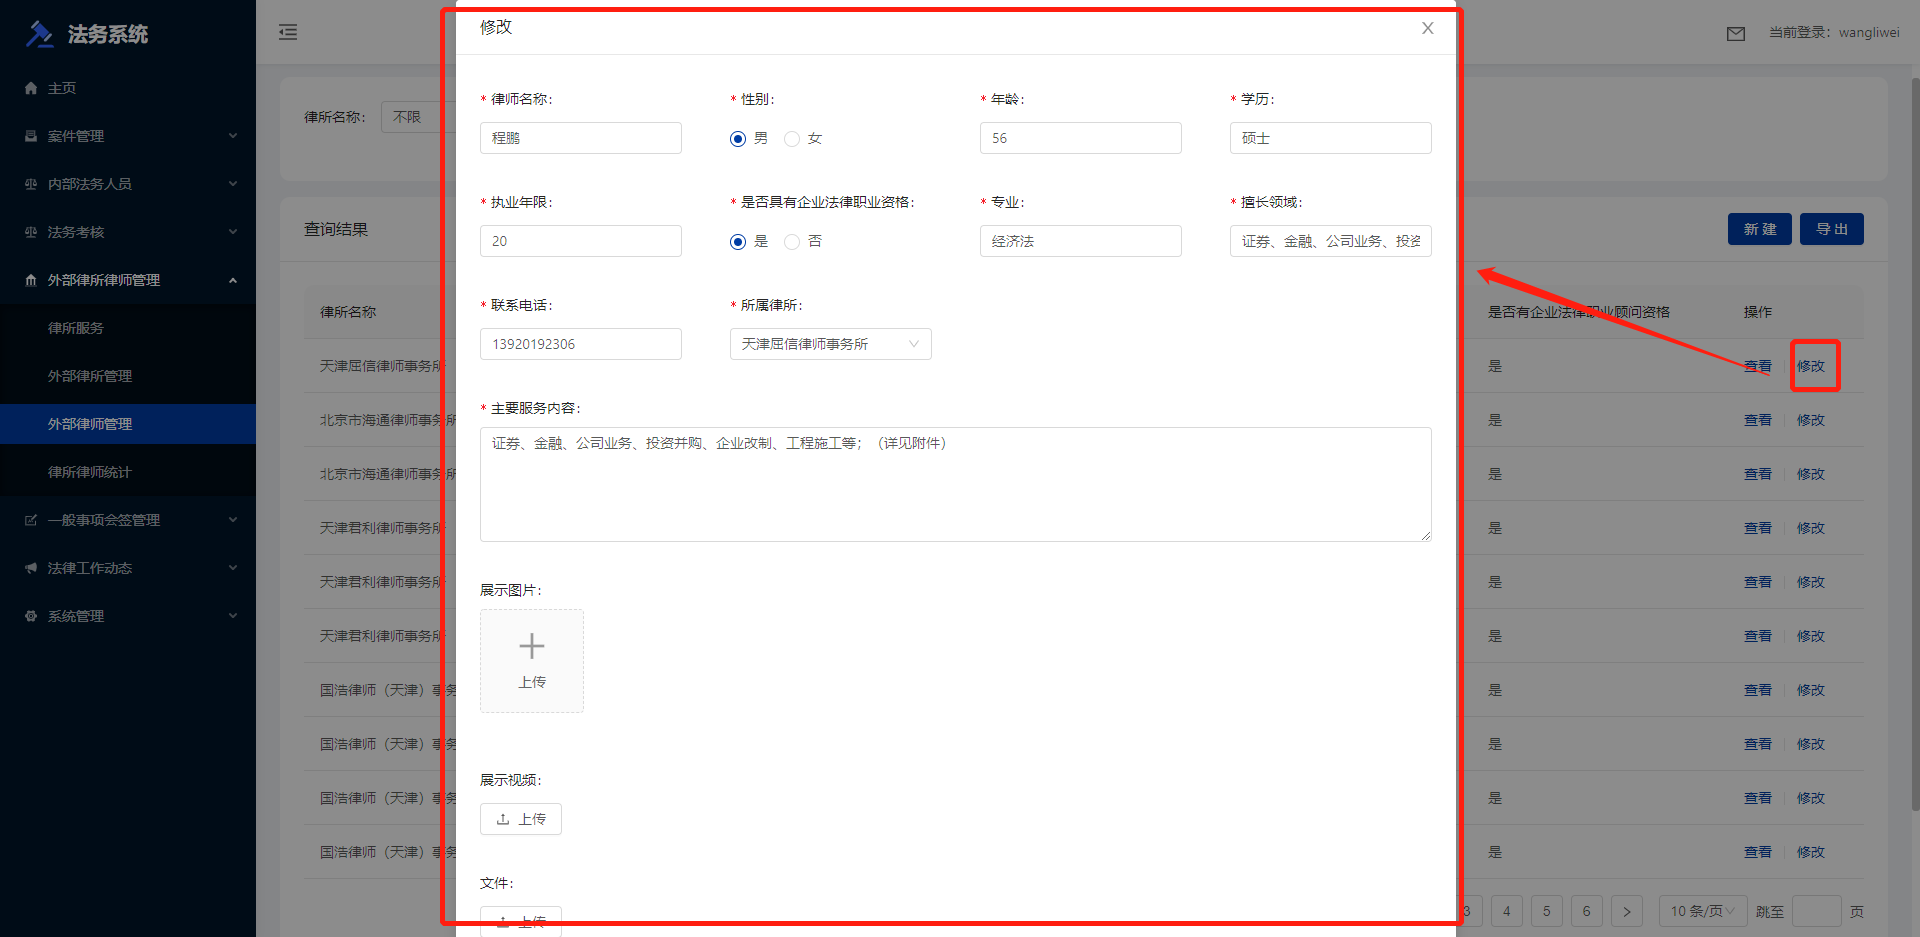 法务系统
主页
案件管理
内部法务人员
法务考核
外部律所律师管理
律所服务
外部律所管理
外部律师管理
律所律师统计
一般事项会签管理
法律工作动态
系统管理
当前登录：wangliwei
律所名称： 不限
查询结果
新 建 导 出
律所名称 是否有企业法律职业顾问资格 操作
天津屈信律师事务所 是 查看 修改
北京市海通律师事务所 是 查看 修改
北京市海通律师事务所 是 查看 修改
天津君利律师事务所 是 查看 修改
天津君利律师事务所 是 查看 修改
天津君利律师事务所 是 查看 修改
国浩律师（天津）事务 是 查看 修改
国浩律师（天津）事务 是 查看 修改
国浩律师（天津）事务 是 查看 修改
国浩律师（天津）事务 是 查看 修改
3 4 5 6 > 10 条/页 跳至 页
修改 X
* 律师名称： * 性别： * 年龄： * 学历：
程鹏 男 女 56 硕士
* 执业年限： * 是否具有企业法律职业资格： * 专业： * 擅长领域：
20 是 否 经济法 证券、金融、公司业务、投资
* 联系电话： * 所属律所：
13920192306 天津屈信律师事务所
* 主要服务内容：
证券、金融、公司业务、投资并购、企业改制、工程施工等；（详见附件）
展示图片：
上传
展示视频：
上传
文件：
上传